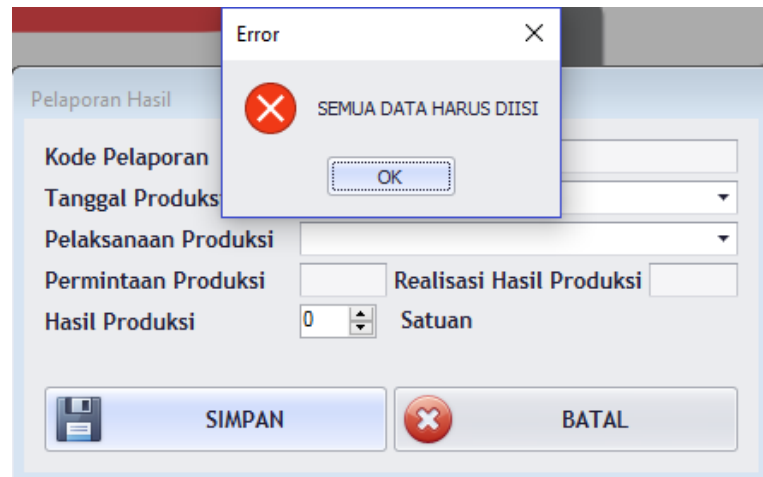 Error
SEMUA DATA HARUS DIISI
OK
Pelaporan Hasil
Kode Pelaporan
Tanggal Produks
Pelaksanaan Produksi
Permintaan Produksi Realisasi Hasil Produksi
Hasil Produksi 0 Satuan
SIMPAN BATAL